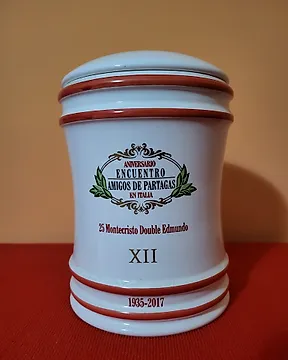 ANIVERSARIO
ENCUENTRO
AMIGOS DE PARTAGAS
EN ITALIA
25 Montecristo Double Edmundo
XII
1935-2017